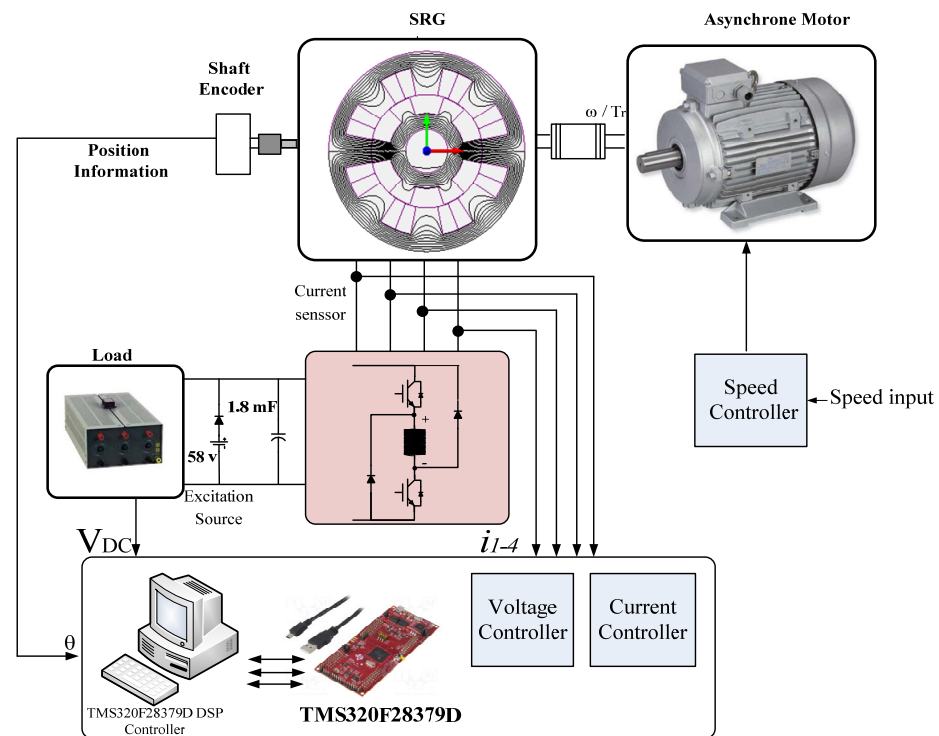 SRG
Asynchrone Motor
Shaft
Encoder
ω / Tr
Position
Information
Current
senssor
Load
1.8 mF
58 v
+
-
Excitation
Source
Speed
Controller
Speed input
VDC
i1-4
θ
Voltage
Controller
Current
Controller
TMS320F28379D DSP
Controller
TMS320F28379D